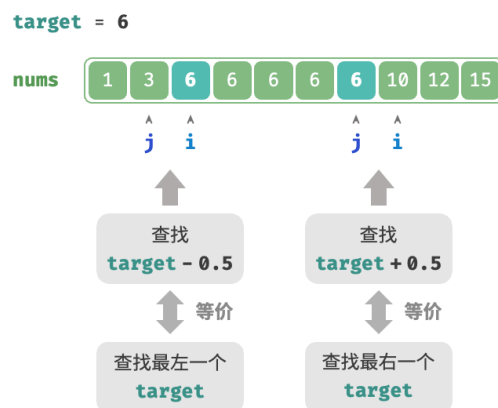 target = 6
nums 1 3 6 6 6 6 6 10 12 15
j i j i
查找 查找
target - 0.5 target + 0.5
等价 等价
查找最左一个 查找最右一个
target target